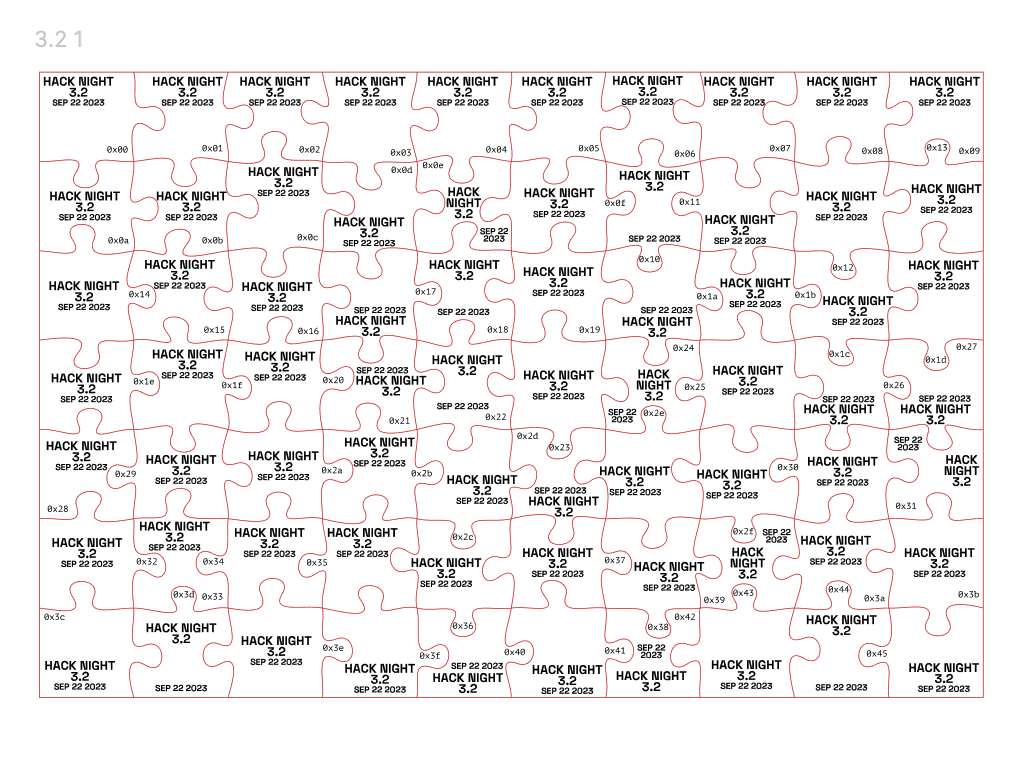 3.2 1
HACK NIGHT
3.2
SEP 22 2023
0x00
HACK NIGHT
3.2
SEP 22 2023
0x01
HACK NIGHT
3.2
SEP 22 2023
0x02
HACK NIGHT
3.2
SEP 22 2023
0x03
HACK NIGHT
3.2
SEP 22 2023
0x04
HACK NIGHT
3.2
SEP 22 2023
0x05
HACK NIGHT
3.2
SEP 22 2023
0x06
HACK NIGHT
3.2
SEP 22 2023
0x07
HACK NIGHT
3.2
SEP 22 2023
0x08
HACK NIGHT
3.2
SEP 22 2023
0x09
HACK NIGHT
3.2
SEP 22 2023
0x0a
HACK NIGHT
3.2
SEP 22 2023
0x0b
HACK NIGHT
3.2
SEP 22 2023
0x0c
0x0d
HACK NIGHT
3.2
SEP 22 2023
0x0e
HACK
NIGHT
3.2
SEP 22
2023
HACK NIGHT
3.2
SEP 22 2023
0x0f
HACK NIGHT
3.2
SEP 22 2023
0x10
0x11
HACK NIGHT
3.2
SEP 22 2023
HACK NIGHT
3.2
SEP 22 2023
0x12
0x13
HACK NIGHT
3.2
SEP 22 2023
HACK NIGHT
3.2
SEP 22 2023
0x14
HACK NIGHT
3.2
SEP 22 2023
0x15
HACK NIGHT
3.2
SEP 22 2023
0x16
0x17
SEP 22 2023
HACK NIGHT
3.2
HACK NIGHT
3.2
SEP 22 2023
0x18
HACK NIGHT
3.2
SEP 22 2023
0x19
0x1a
SEP 22 2023
HACK NIGHT
3.2
HACK NIGHT
3.2
SEP 22 2023
0x1b
HACK NIGHT
3.2
SEP 22 2023
0x1c
HACK NIGHT
3.2
SEP 22 2023
0x1d
HACK NIGHT
3.2
SEP 22 2023
0x1e
HACK NIGHT
3.2
SEP 22 2023
0x1f
HACK NIGHT
3.2
SEP 22 2023
0x20
SEP 22 2023
HACK NIGHT
3.2
0x21
HACK NIGHT
3.2
SEP 22 2023
0x22
HACK NIGHT
3.2
SEP 22 2023
0x23
0x24
HACK
NIGHT
3.2
SEP 22
2023
0x25
HACK NIGHT
3.2
SEP 22 2023
0x26
SEP 22 2023
HACK NIGHT
3.2
0x27
SEP 22 2023
HACK NIGHT
3.2
HACK NIGHT
3.2
SEP 22 2023
0x28
0x29
HACK NIGHT
3.2
SEP 22 2023
HACK NIGHT
3.2
SEP 22 2023
0x2a
HACK NIGHT
3.2
SEP 22 2023
0x2b
HACK NIGHT
3.2
SEP 22 2023
0x2c
0x2d
SEP 22 2023
HACK NIGHT
3.2
0x2e
HACK NIGHT
3.2
SEP 22 2023
HACK NIGHT
3.2
SEP 22 2023
0x2f
0x30
HACK NIGHT
3.2
SEP 22 2023
SEP 22
2023
HACK
NIGHT
3.2
0x31
HACK NIGHT
3.2
SEP 22 2023
0x32
HACK NIGHT
3.2
SEP 22 2023
0x33
0x34
HACK NIGHT
3.2
SEP 22 2023
0x35
HACK NIGHT
3.2
SEP 22 2023
HACK NIGHT
3.2
SEP 22 2023
0x36
HACK NIGHT
3.2
SEP 22 2023
0x37
HACK NIGHT
3.2
SEP 22 2023
0x38
SEP 22
2023
HACK
NIGHT
3.2
0x39
HACK NIGHT
3.2
SEP 22 2023
0x3a
HACK NIGHT
3.2
SEP 22 2023
0x3b
0x3c
HACK NIGHT
3.2
SEP 22 2023
0x3d
HACK NIGHT
3.2
SEP 22 2023
HACK NIGHT
3.2
SEP 22 2023
0x3e
HACK NIGHT
3.2
SEP 22 2023
0x3f
SEP 22 2023
HACK NIGHT
3.2
0x40
HACK NIGHT
3.2
SEP 22 2023
0x41
0x42
SEP 22
2023
HACK NIGHT
3.2
0x43
HACK NIGHT
3.2
SEP 22 2023
0x44
HACK NIGHT
3.2
SEP 22 2023
0x45
HACK NIGHT
3.2
SEP 22 2023